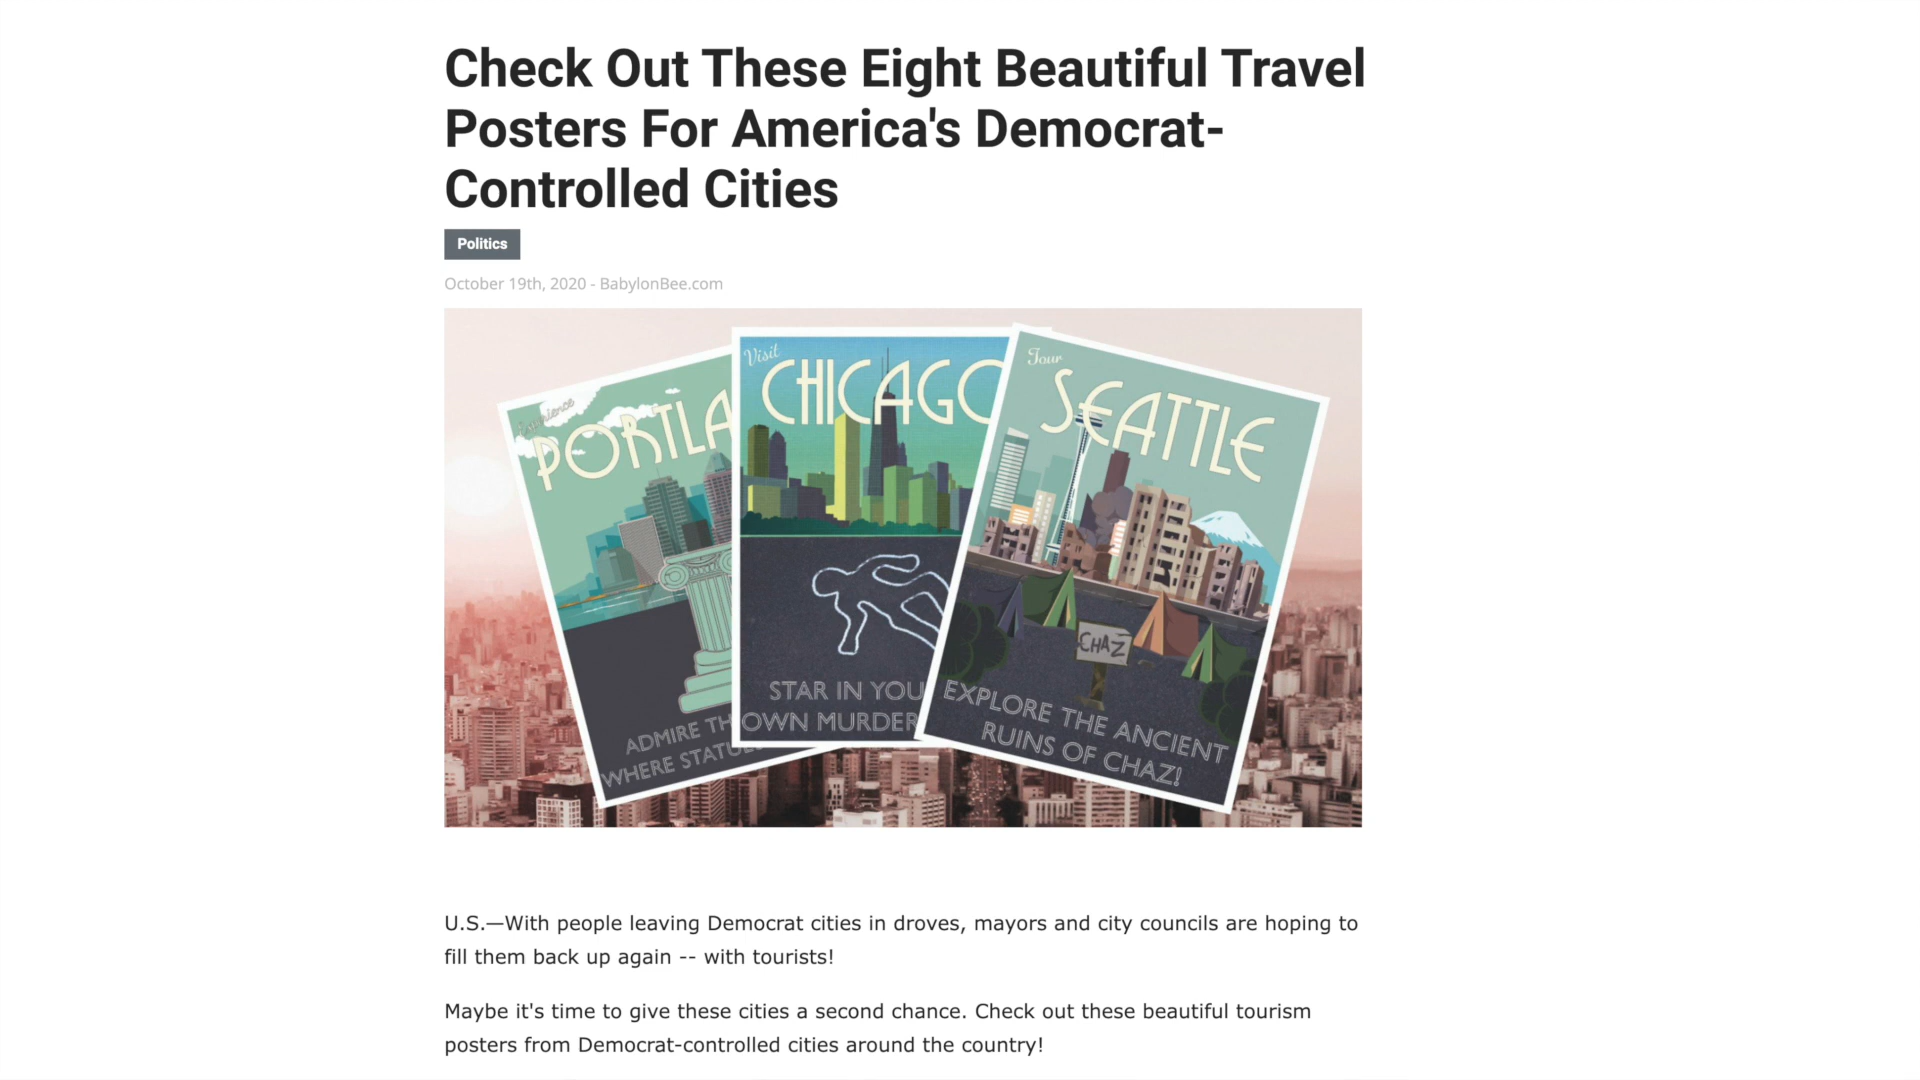 Check Out These Eight Beautiful Travel
Posters For America's Democrat-
Controlled Cities
Politics
October 19th, 2020 - BabylonBee.com
Experience
PORTLA
ADMIRE TH
WHERE STATUE
Visit
CHICAGO
STAR IN YOU
OWN MURDER
Tour
SEATTLE
CHAZ
EXPLORE THE ANCIENT
RUINS OF CHAZ!
U.S.—With people leaving Democrat cities in droves, mayors and city councils are hoping to
fill them back up again -- with tourists!
Maybe it's time to give these cities a second chance. Check out these beautiful tourism
posters from Democrat-controlled cities around the country!